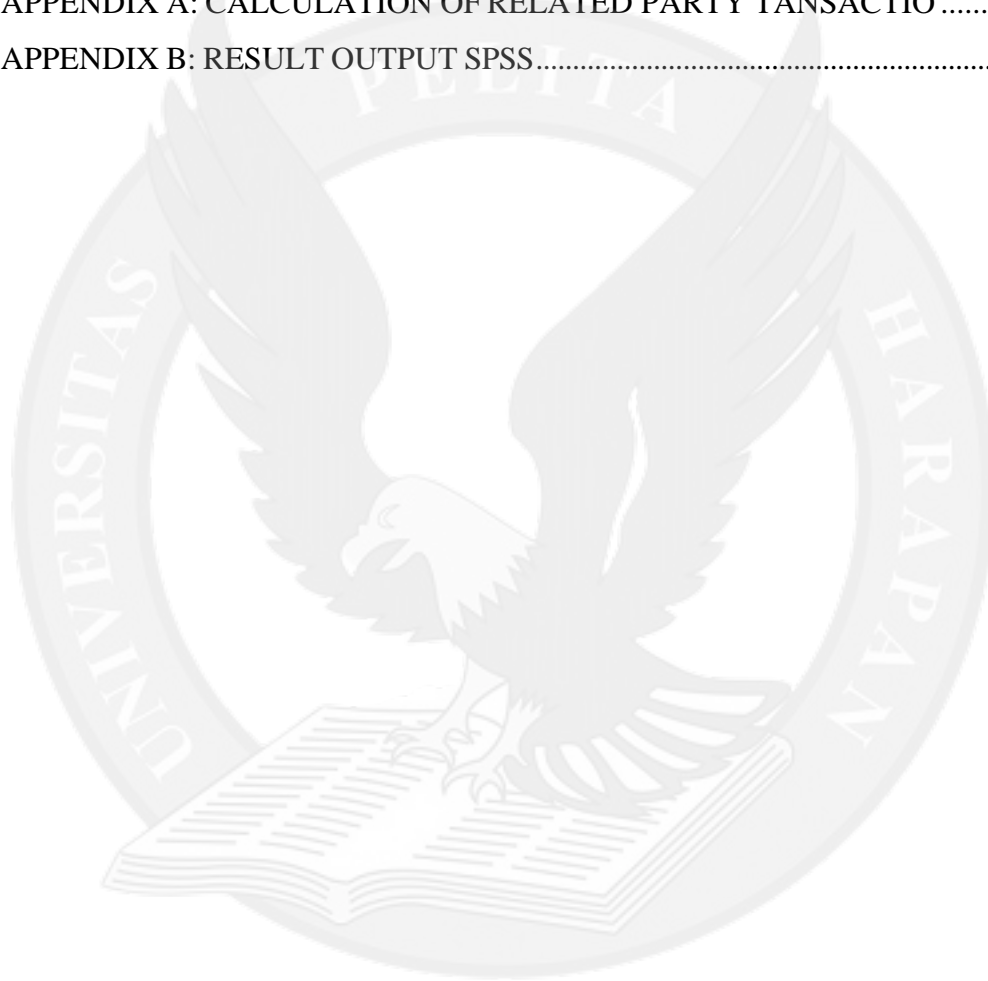 APPENDIX A: CALCULATION OF RELATED PARTY TANSACTIO ......
APPENDIX B: RESULT OUTPUT SPSS..............................................................................
UNIVERSITAS PELITA HARAPAN